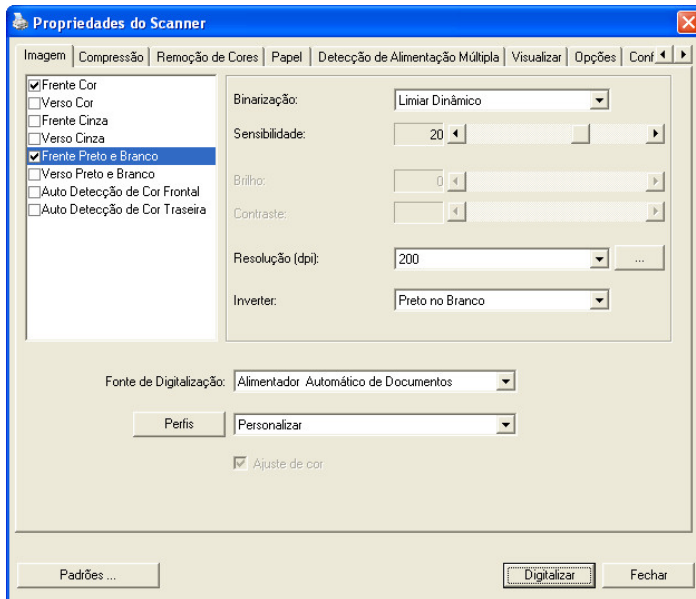 Propriedades do Scanner
Imagem Compressão Remoção de Cores Papel Detecção de Alimentação Múltipla Visualizar Opções Conf
Frente Cor
Verso Cor
Frente Cinza
Verso Cinza
Frente Preto e Branco
Verso Preto e Branco
Auto Detecção de Cor Frontal
Auto Detecção de Cor Traseira
Binarização: Limiar Dinâmico
Sensibilidade: 20
Brilho: 0
Contraste:
Resolução (dpi): 200 ...
Inverter: Preto no Branco
Fonte de Digitalização: Alimentador Automático de Documentos
Perfis Personalizar
Ajuste de cor
Padrões ... Digitalizar Fechar